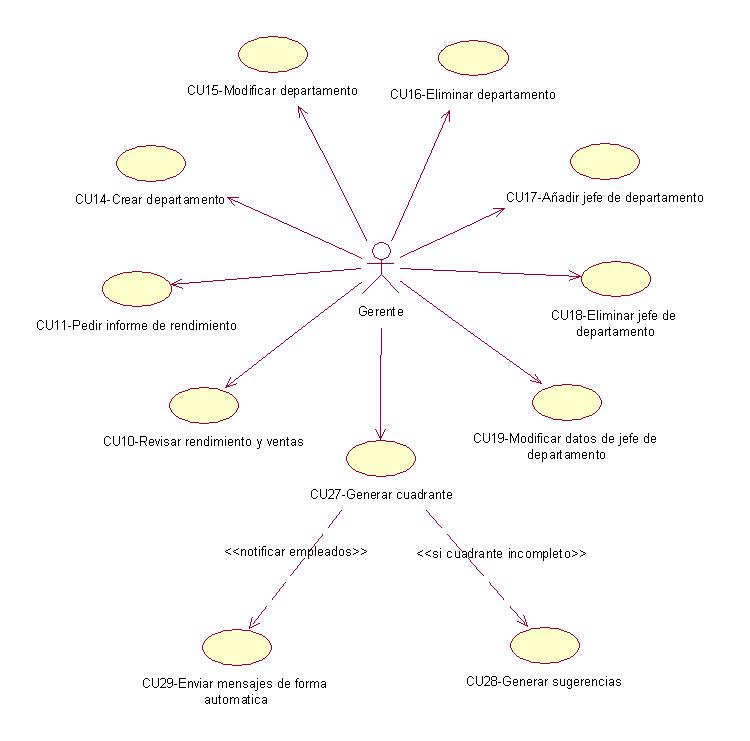 CU15-Modificar departamento
CU16-Eliminar departamento
CU14-Crear departamento
CU17-Añadir jefe de departamento
Gerente
CU11-Pedir informe de rendimiento
CU18-Eliminar jefe de
departamento
CU10-Revisar rendimiento y ventas
CU19-Modificar datos de jefe de
departamento
CU27-Generar cuadrante
<<notificar empleados>>
<<si cuadrante incompleto>>
CU29-Enviar mensajes de forma
automatica
CU28-Generar sugerencias